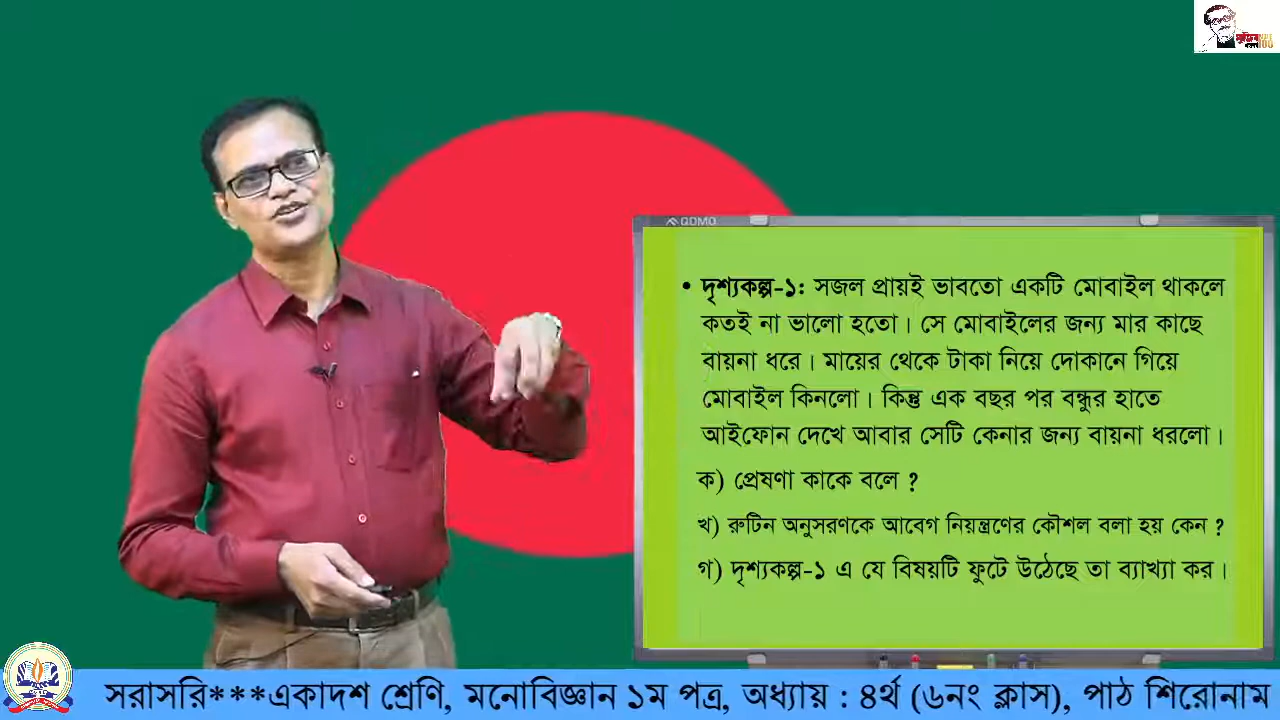 QOMO
• দৃশ্যকল্প-১: সজল প্রায়ই ভাবতো একটি মোবাইল থাকলে
কতই না ভালো হতো। সে মোবাইলের জন্য মার কাছে
বায়না ধরে। মায়ের থেকে টাকা নিয়ে দোকানে গিয়ে
মোবাইল কিনলো। কিন্তু এক বছর পর বন্ধুর হাতে
আইফোন দেখে আবার সেটি কেনার জন্য বায়না ধরলো।
ক) প্রেষণা কাকে বলে ?
খ) রুটিন অনুসরণকে আবেগ নিয়ন্ত্রণের কৌশল বলা হয় কেন ?
গ) দৃশ্যকল্প-১ এ যে বিষয়টি ফুটে উঠেছে তা ব্যাখ্যা কর।
সরাসরি***একাদশ শ্রেণি, মনোবিজ্ঞান ১ম পত্র, অধ্যায় : ৪র্থ (৬নং ক্লাস), পাঠ শিরোনাম